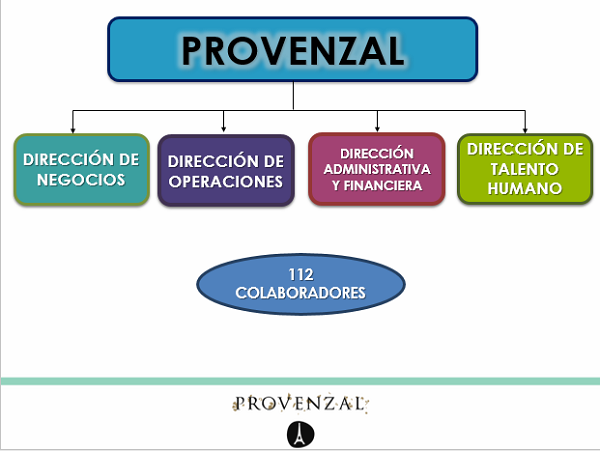 PROVENZAL
DIRECCIÓN DE
NEGOCIOS
DIRECCIÓN DE
OPERACIONES
DIRECCIÓN
ADMINISTRATIVA
Y FINANCIERA
DIRECCIÓN DE
TALENTO
HUMANO
112
COLABORADORES
PROVENZAL